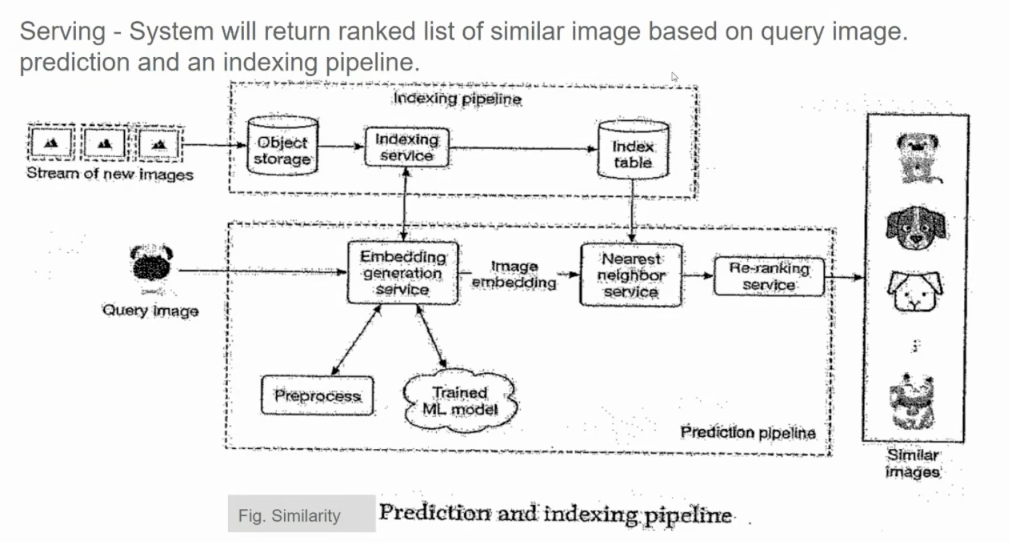 Serving - System will return ranked list of similar image based on query image.
prediction and an indexing pipeline.
Indexing pipeline
Stream of new images
Object
storage
Indexing
service
Index
table
Query image
Embedding
generation
service
Image
embedding
Nearest
neighbor
service
Re-ranking
service
Preprocess
Trained
ML model
Prediction pipeline
Similar
images
Fig. Similarity
Prediction and indexing pipeline